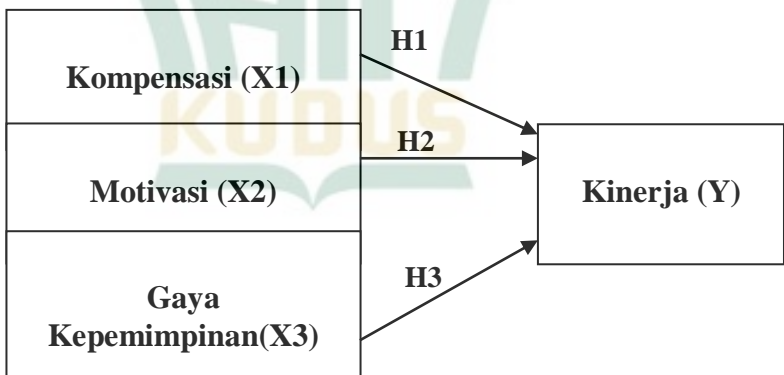 H1
Kompensasi (X1)
KUDUS
H2
Motivasi (X2)
Kinerja (Y)
H3
Gaya
Kepemimpinan(X3)